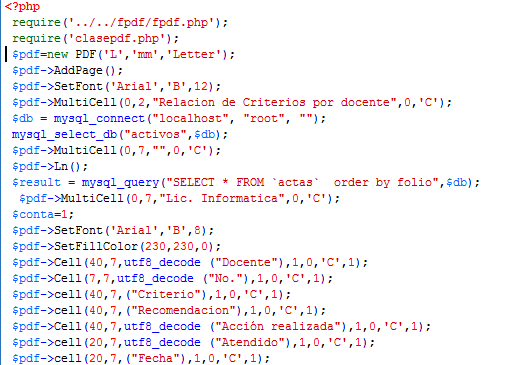 <?php
require('../../fpdf/fpdf.php');
require('clasepdf.php');
$pdf=new PDF('L','mm','Letter');
$pdf->AddPage();
$pdf->SetFont('Arial','B',12);
$pdf->MultiCell(0,2,"Relacion de Criterios por docente",0,'C');
$db = mysql_connect("localhost", "root", "");
mysql_select_db("activos",$db);
$pdf->MultiCell(0,7,"",0,'C');
$pdf->Ln();
$result = mysql_query("SELECT * FROM `actas`  order by folio",$db);
$pdf->MultiCell(0,7,"Lic. Informatica",0,'C');
$conta=1;
$pdf->SetFont('Arial','B',8);
$pdf->SetFillColor(230,230,0);
$pdf->Cell(40,7,utf8_decode ("Docente"),1,0,'C',1);
$pdf->Cell(7,7,utf8_decode ("No."),1,0,'C',1);
$pdf->cell(40,7,("Criterio"),1,0,'C',1);
$pdf->cell(40,7,("Recomendacion"),1,0,'C',1);
$pdf->Cell(40,7,utf8_decode ("Acción realizada"),1,0,'C',1);
$pdf->cell(20,7,utf8_decode ("Atendido"),1,0,'C',1);
$pdf->cell(20,7,("Fecha"),1,0,'C',1);